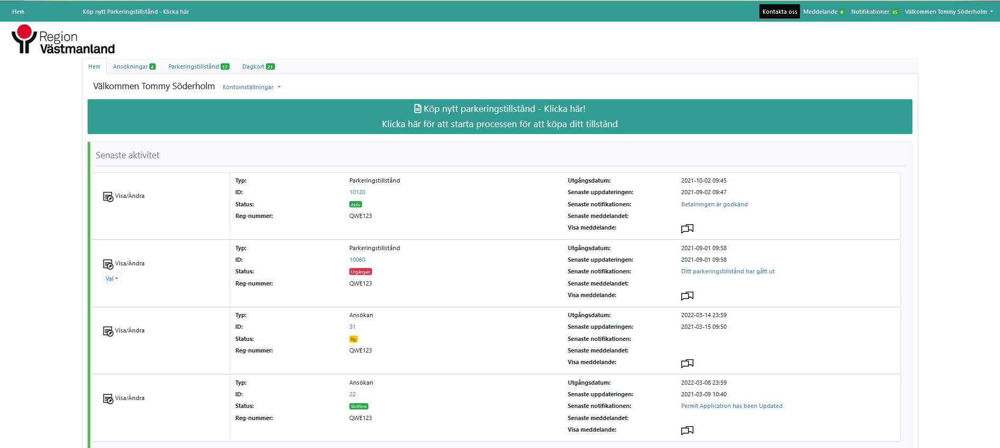 Hem Köp nytt Parkeringstillstånd - Klicka här Kontakta oss Meddelande 0 Notifikationer 35 Välkommen Tommy Söderholm
Region
Västmanland
Hem Ansökningar 4 Parkeringstillstånd 17 Dagkort 21
Välkommen Tommy Söderholm Kontoinställningar
Köp nytt parkeringstillstånd - Klicka här!
Klicka här för att starta processen för att köpa ditt tillstånd
Senaste aktivitet
Visa/Ändra
Typ: Parkeringstillstånd Utgångsdatum: 2021-10-02 09:45
ID: 10120 Senaste uppdateringen: 2021-09-02 09:47
Status: Aktiv Senaste notifikationen: Betalningen är godkänd
Reg-nummer: QWE123 Senaste meddelandet:
Visa meddelande:
Visa/Ändra
Val
Typ: Parkeringstillstånd Utgångsdatum: 2021-09-01 09:58
ID: 10060 Senaste uppdateringen: 2021-09-01 09:58
Status: Utgången Senaste notifikationen: Ditt parkeringstillstånd har gått ut
Reg-nummer: QWE123 Senaste meddelandet:
Visa meddelande:
Visa/Ändra
Typ: Ansökan Utgångsdatum: 2022-03-14 23:59
ID: 31 Senaste uppdateringen: 2021-03-15 09:50
Status: Ny Senaste notifikationen:
Reg-nummer: QWE123 Senaste meddelandet:
Visa meddelande:
Visa/Ändra
Typ: Ansökan Utgångsdatum: 2022-03-08 23:59
ID: 22 Senaste uppdateringen: 2021-03-09 10:40
Status: Slutförd Senaste notifikationen: Permit Application has been Updated
Reg-nummer: QWE123 Senaste meddelandet:
Visa meddelande: